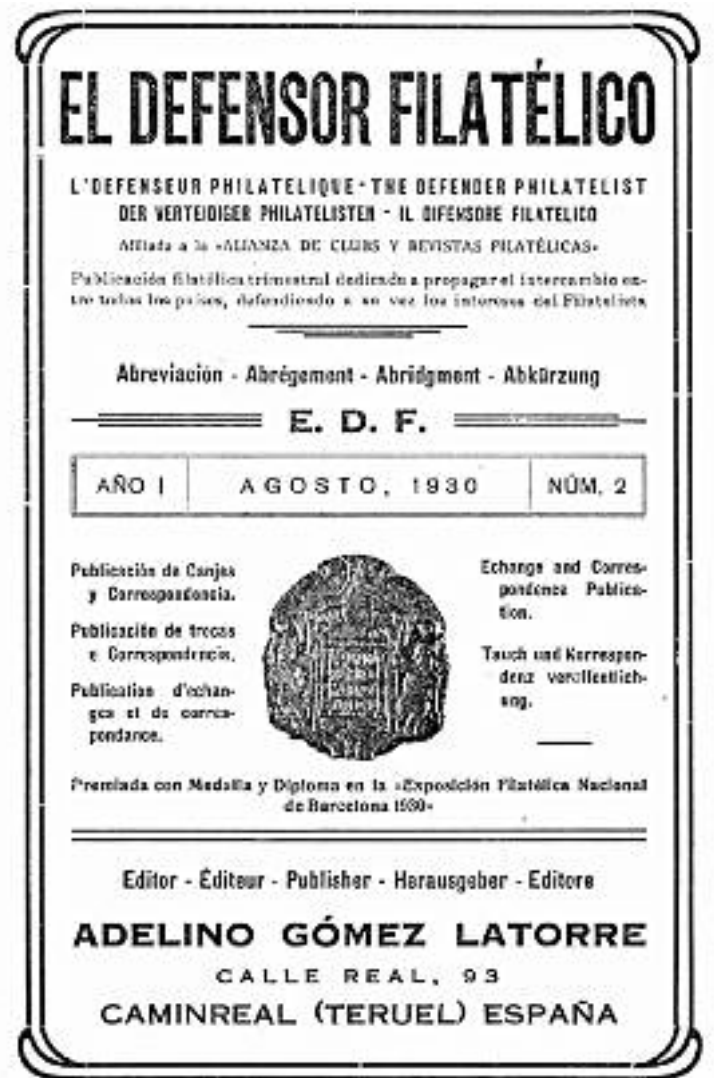 EL DEFENSOR FILATÉLICO
L'DEFENSEUR PHILATELIQUE - THE DEFENDER PHILATELIST
DER VERTEIDIGER PHILATELISTEN - IL DIFENSORE FILATELICO
Afiliada a la «ALIANZA DE CLUBS Y REVISTAS FILATÉLICAS»
Publicación filatélica trimestral dedicada a propagar el intercambio en-
tre todos los países, defendiendo a su vez los intereses del Filatelista
Abreviación - Abrégement - Abridgment - Abkürzung
E. D. F.
AÑO I AGOSTO, 1930 NÚM. 2
Publicación de Canjes
y Correspondencia.
Publicación de trocas
e Correspondencia.
Publication d'echan-
ges et de corres-
pondance.
Echange and Corres-
pondence Publica-
tion.
Tauch und Korrespon-
denz veroffentlich-
ung.
Premiada con Medalla y Diploma en la «Exposición Filatélica Nacional
de Barcelona 1930»
Editor - Éditeur - Publisher - Herausgeber - Editore
ADELINO GÓMEZ LATORRE
CALLE REAL, 93
CAMINREAL (TERUEL) ESPAÑA